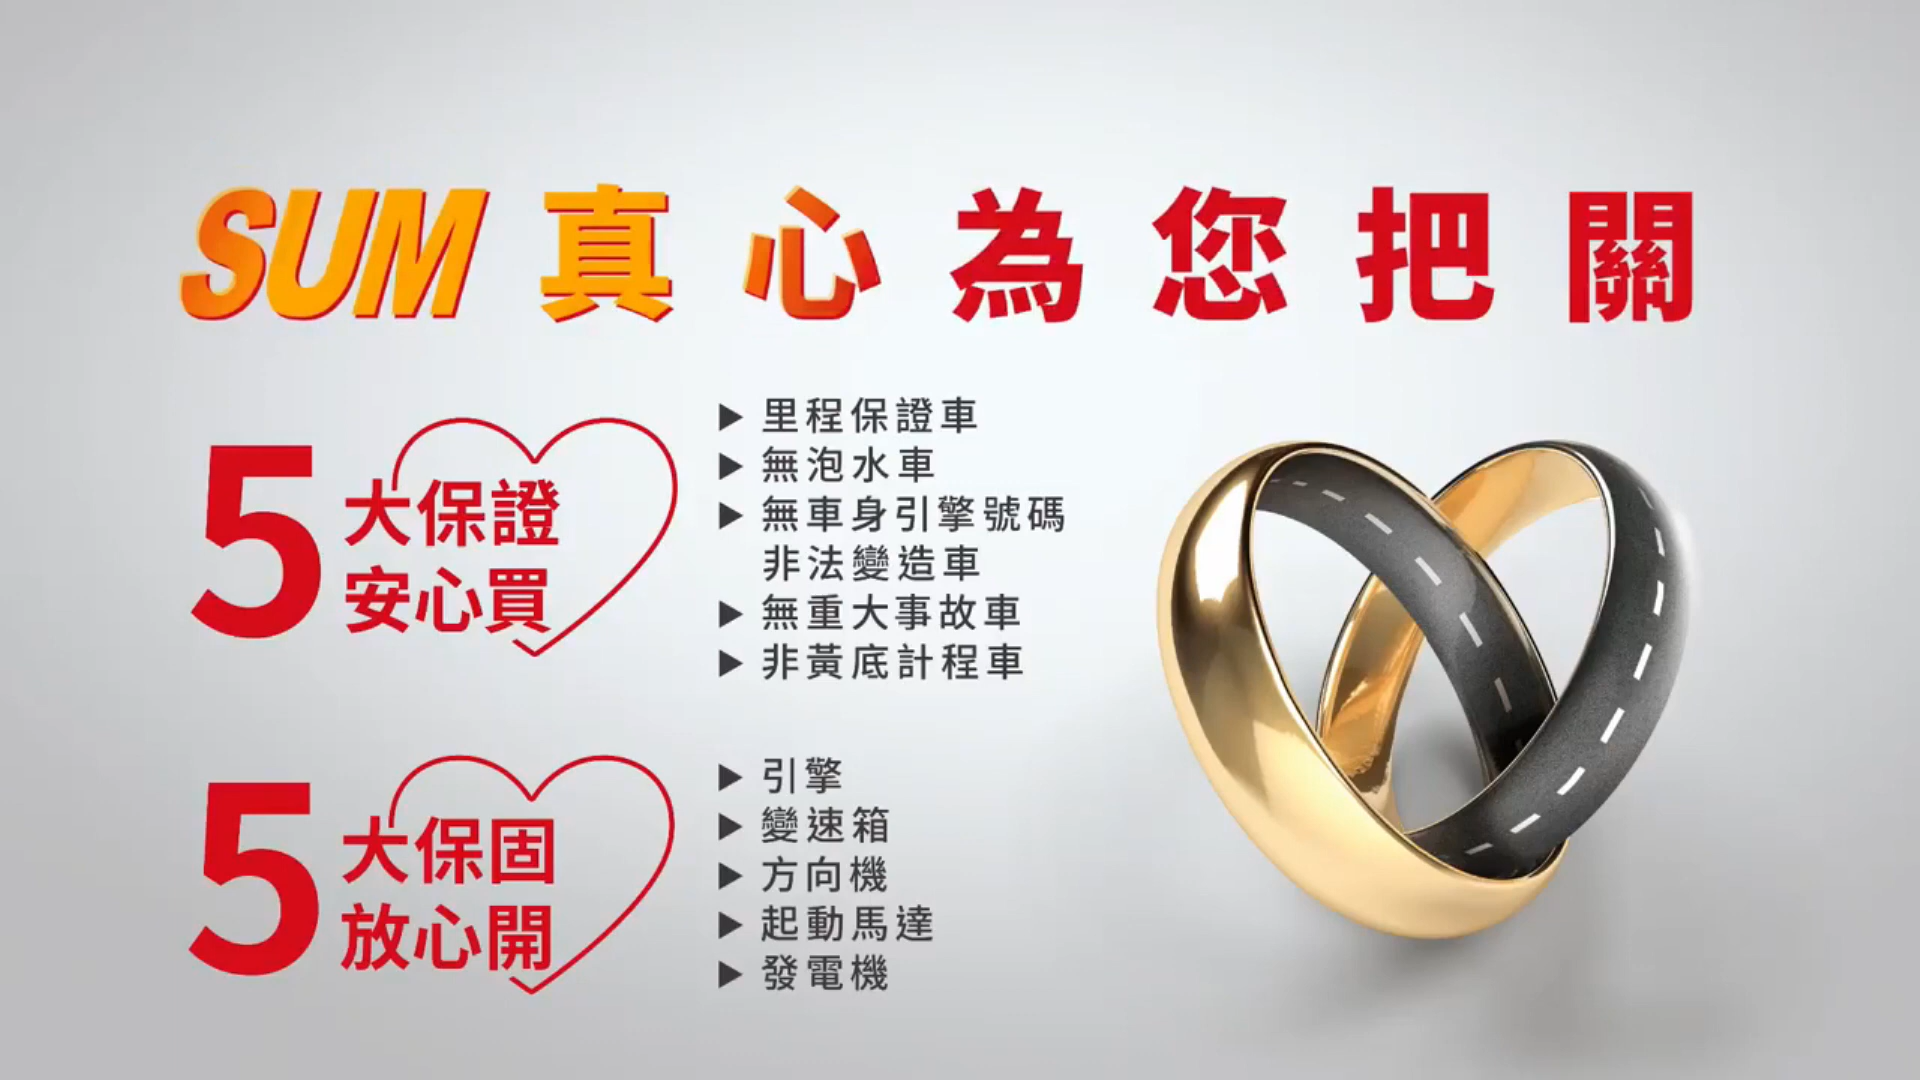 SUM 真心為您把關
5大保證
安心買
▶ 里程保證車
▶ 無泡水車
▶ 無車身引擎號碼
非法變造車
▶ 無重大事故車
▶ 非黃底計程車
5大保固
放心開
▶ 引擎
▶ 變速箱
▶ 方向機
▶ 起動馬達
▶ 發電機